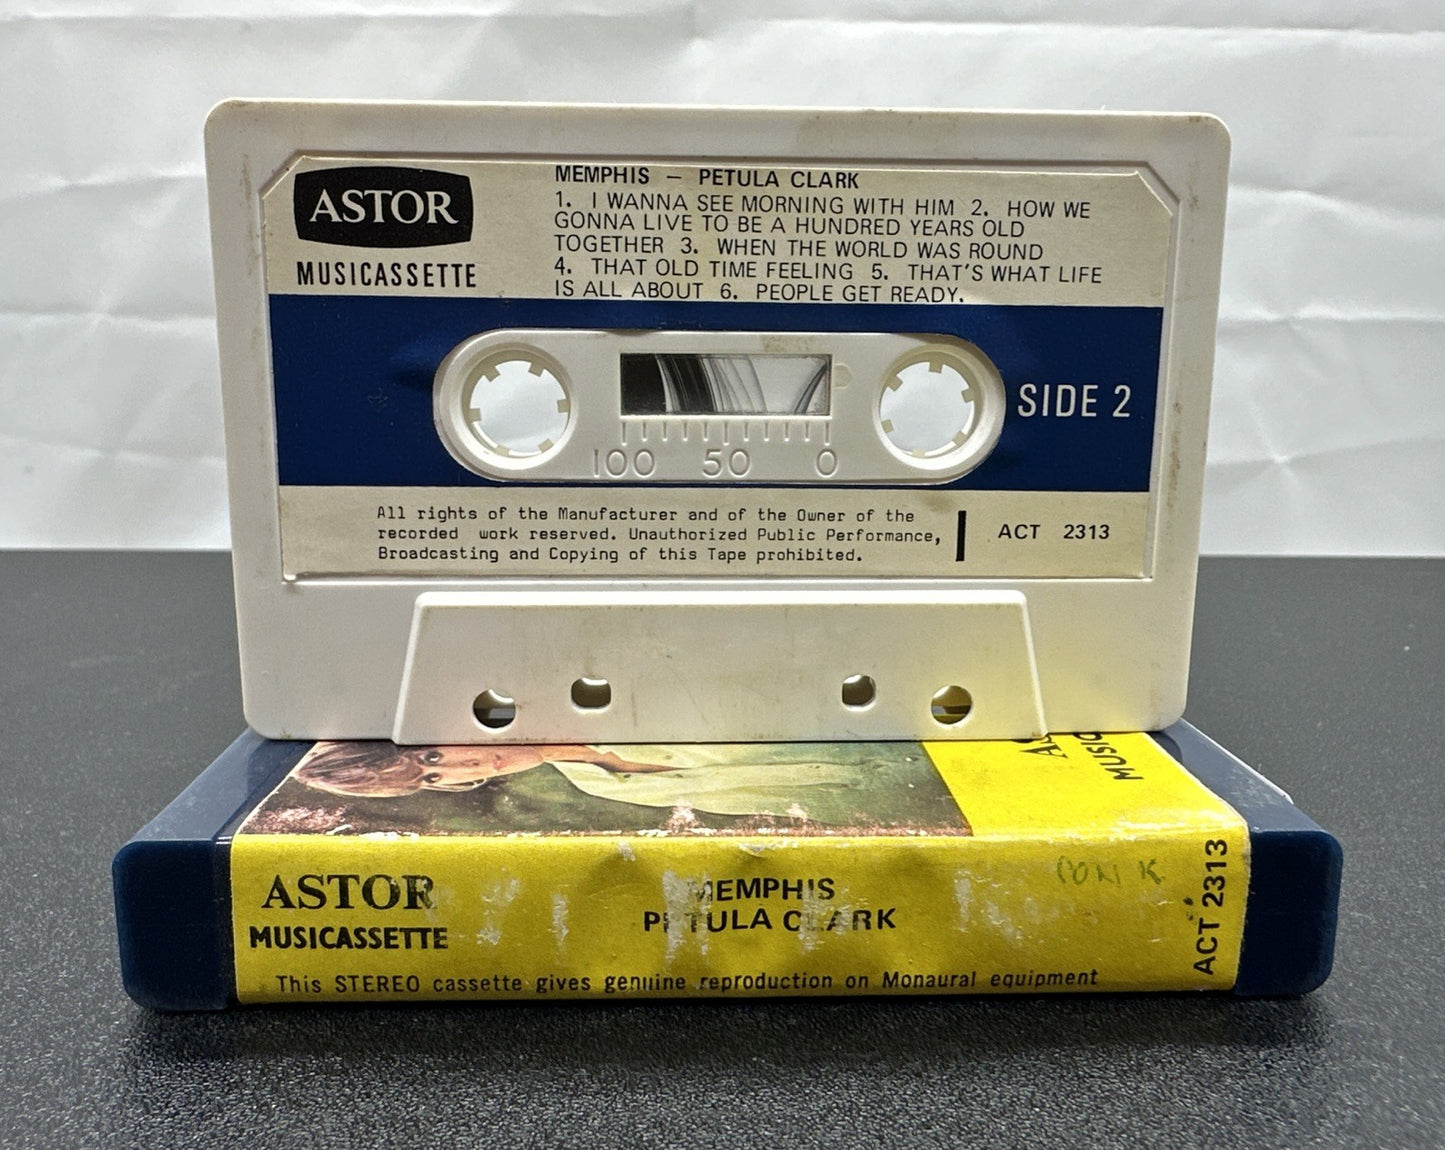 ASTOR
MUSICASSETTE
MEMPHIS – PETULA CLARK
1. I WANNA SEE MORNING WITH HIM 2. HOW WE
GONNA LIVE TO BE A HUNDRED YEARS OLD
TOGETHER 3. WHEN THE WORLD WAS ROUND
4. THAT OLD TIME FEELING 5. THAT'S WHAT LIFE
IS ALL ABOUT 6. PEOPLE GET READY.
SIDE 2
100 50 0
All rights of the Manufacturer and of the Owner of the
recorded work reserved. Unauthorized Public Performance,
Broadcasting and Copying of this Tape prohibited.
ACT 2313
ASTOR
MUSICASSETTE
MEMPHIS
PETULA CLARK
This STEREO cassette gives genuine reproduction on Monaural equipment
ACT 2313